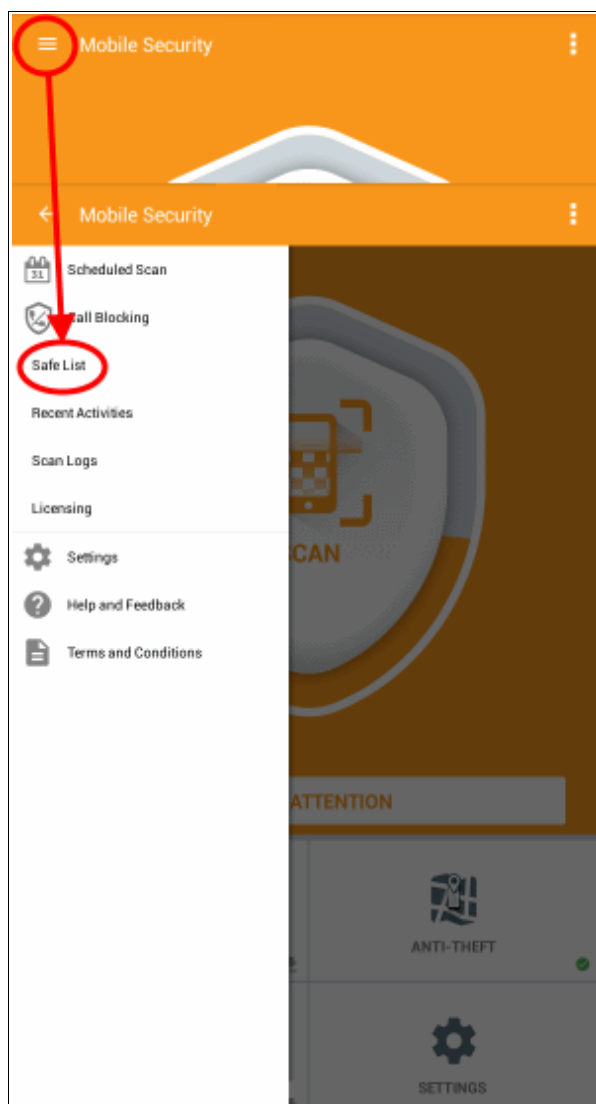 Mobile Security
Mobile Security
31
Scheduled Scan
Call Blocking
Safe List
Recent Activities
Scan Logs
Licensing
Settings
Help and Feedback
Terms and Conditions
SCAN
ATTENTION
ANTI-THEFT
SETTINGS